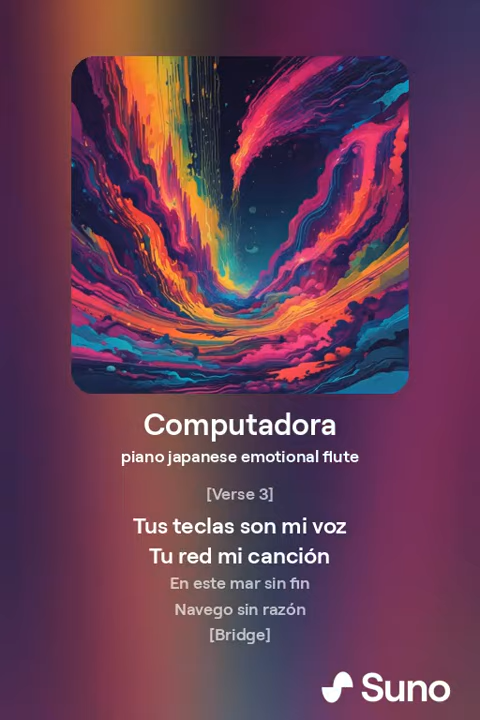 Computadora
piano japanese emotional flute
[Verse 3]
Tus teclas son mi voz
Tu red mi canción
En este mar sin fin
Navego sin razón
[Bridge]
Suno